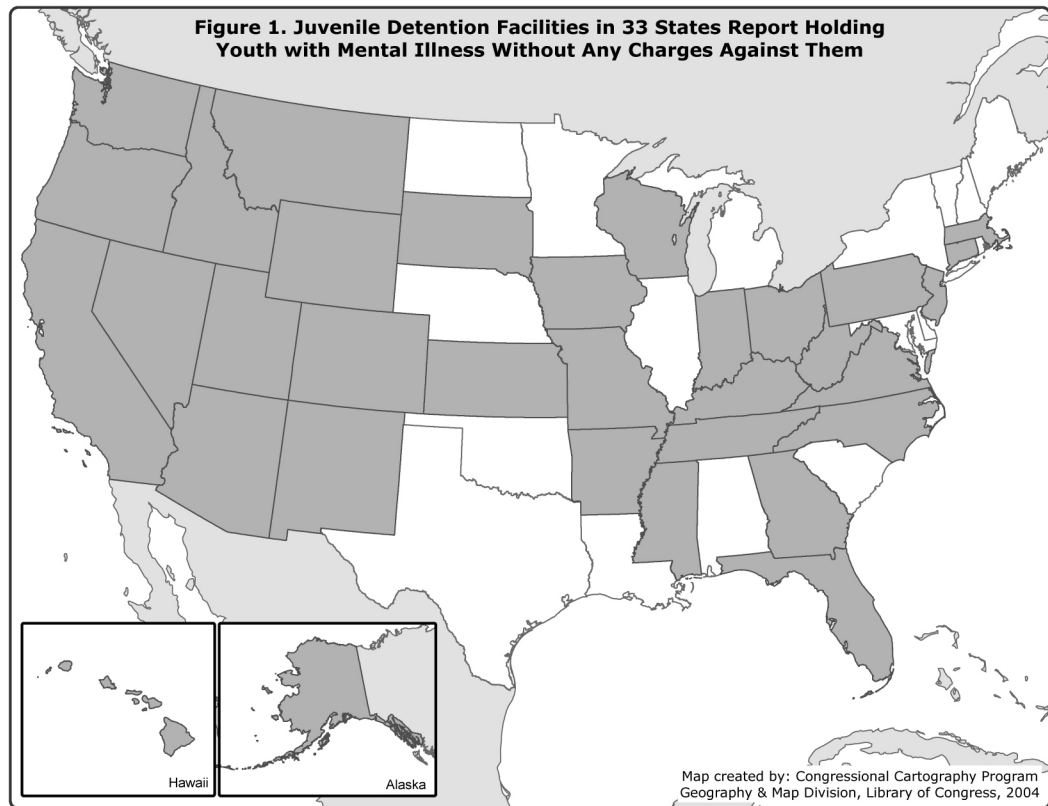 Figure 1. Juvenile Detention Facilities in 33 States Report Holding
Youth with Mental Illness Without Any Charges Against Them
Hawaii
Alaska
Map created by: Congressional Cartography Program
Geography & Map Division, Library of Congress, 2004